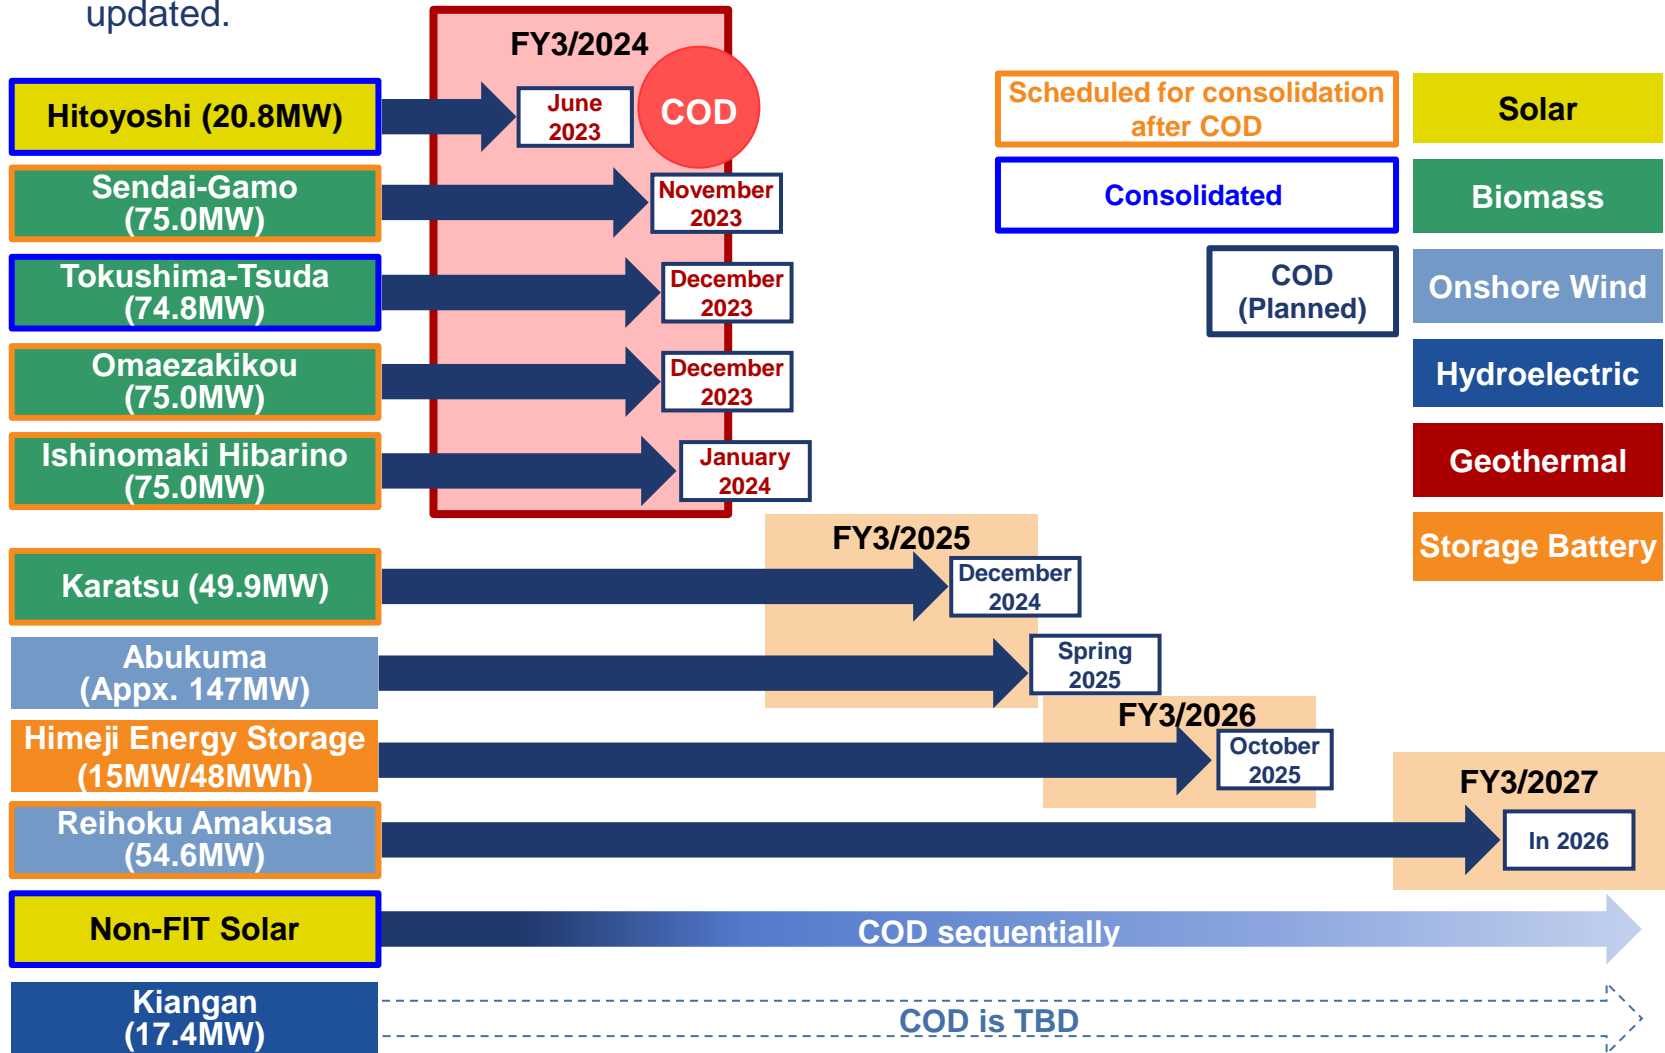 updated.
FY3/2024
Hitoyoshi (20.8MW)
June
2023
COD
Sendai-Gamo
(75.0MW)
November
2023
Tokushima-Tsuda
(74.8MW)
December
2023
Omaezakikou
(75.0MW)
December
2023
Ishinomaki Hibarino
(75.0MW)
January
2024
Scheduled for consolidation
after COD
Solar
Consolidated
Biomass
COD
(Planned)
Onshore Wind
Hydroelectric
Geothermal
Storage Battery
FY3/2025
Karatsu (49.9MW)
December
2024
Abukuma
(Appx. 147MW)
Spring
2025
FY3/2026
Himeji Energy Storage
(15MW/48MWh)
October
2025
FY3/2027
Reihoku Amakusa
(54.6MW)
In 2026
Non-FIT Solar
COD sequentially
Kiangan
(17.4MW)
COD is TBD